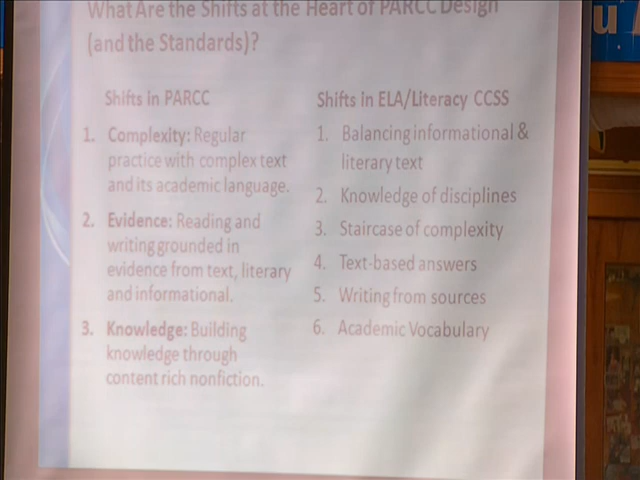 What Are the Shifts at the Heart of PARCC Design
(and the Standards)?
Shifts in PARCC
1. Complexity: Regular
practice with complex text
and its academic language.
2. Evidence: Reading and
writing grounded in
evidence from text, literary
and informational.
3. Knowledge: Building
knowledge through
content rich nonfiction.
Shifts in ELA/Literacy CCSS
1. Balancing informational &
literary text
2. Knowledge of disciplines
3. Staircase of complexity
4. Text-based answers
5. Writing from sources
6. Academic Vocabulary